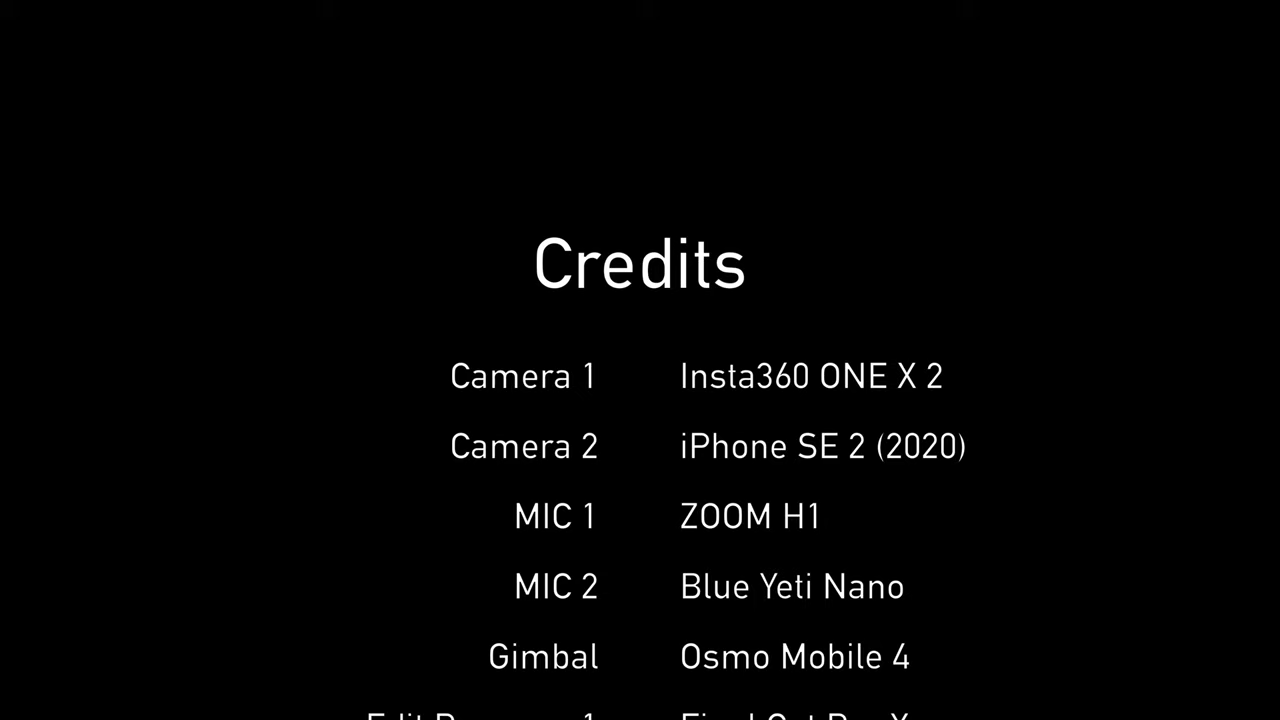 Credits
Camera 1 Insta360 ONE X 2
Camera 2 iPhone SE 2 (2020)
MIC 1 ZOOM H1
MIC 2 Blue Yeti Nano
Gimbal Osmo Mobile 4